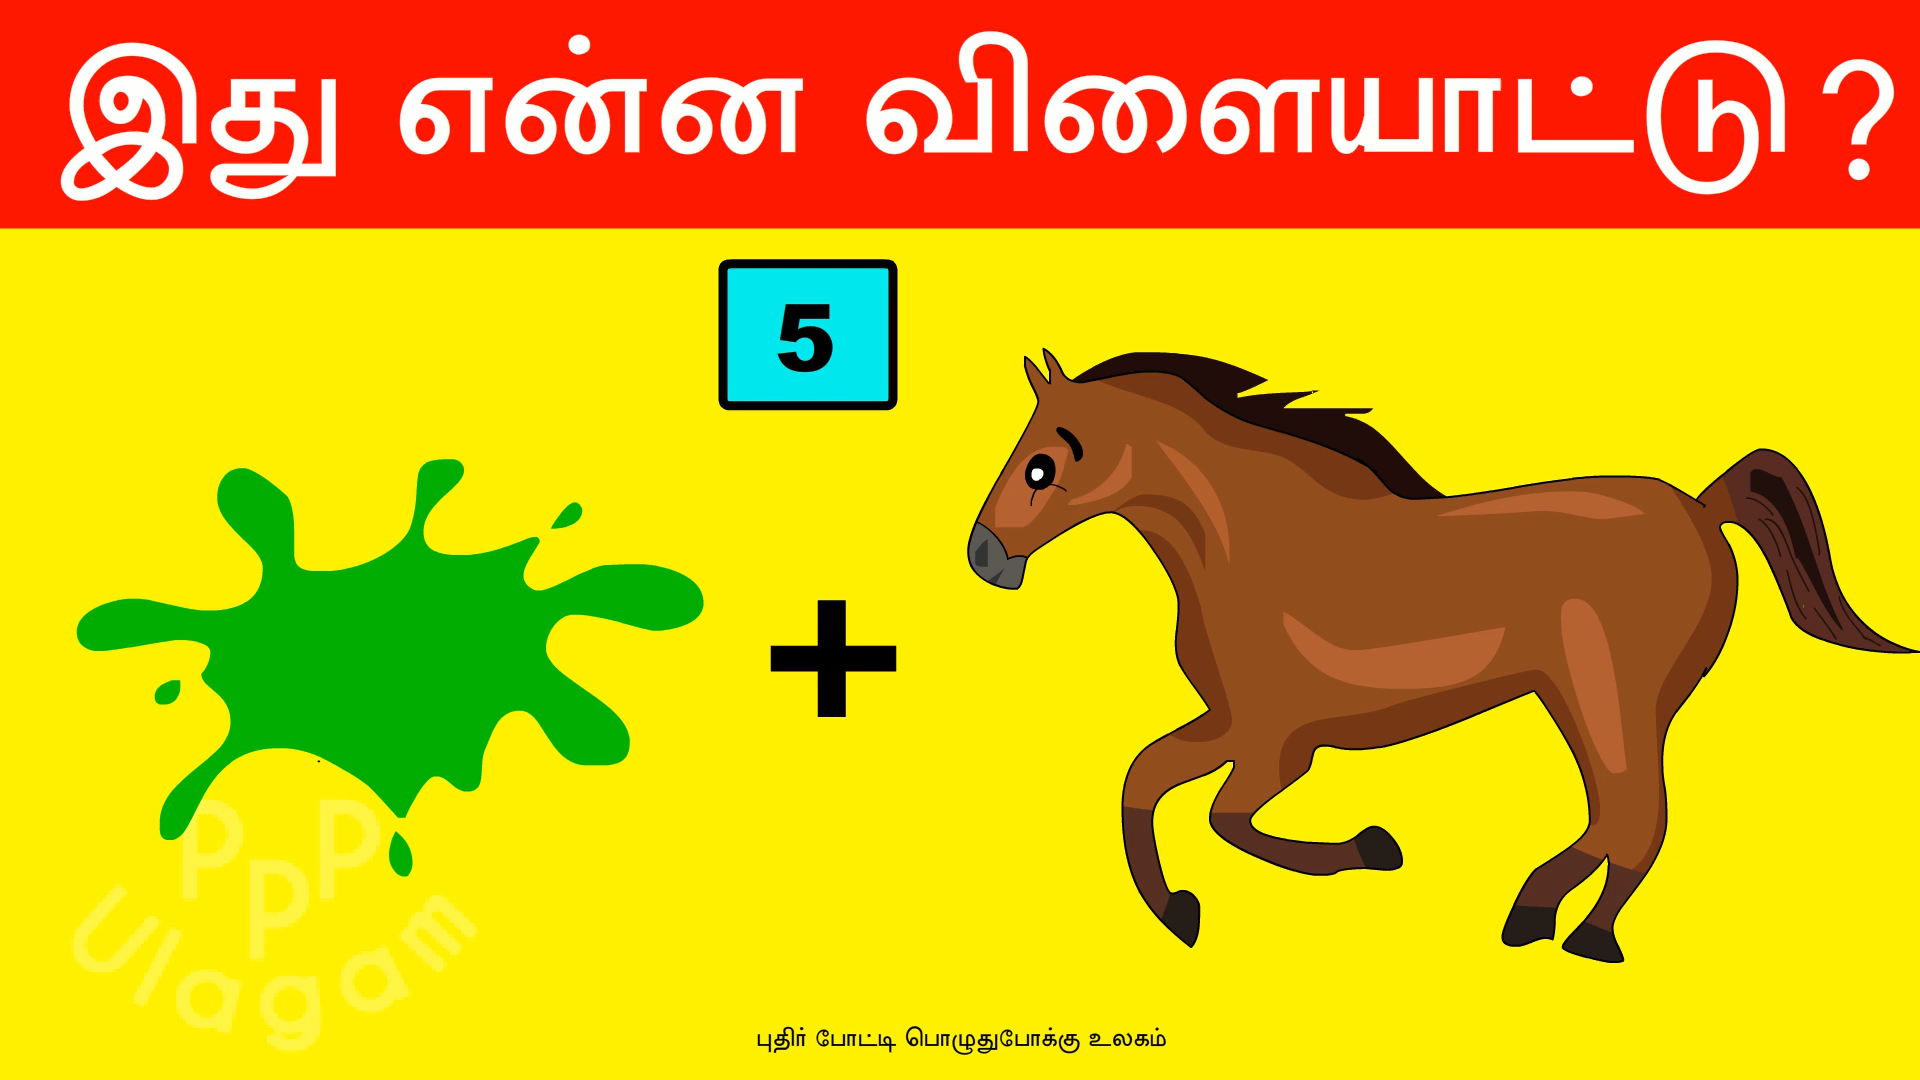 இது என்ன விளையாட்டு ?
5
+
PPP
Ulagam
புதிர் போட்டி பொழுதுபோக்கு உலகம்